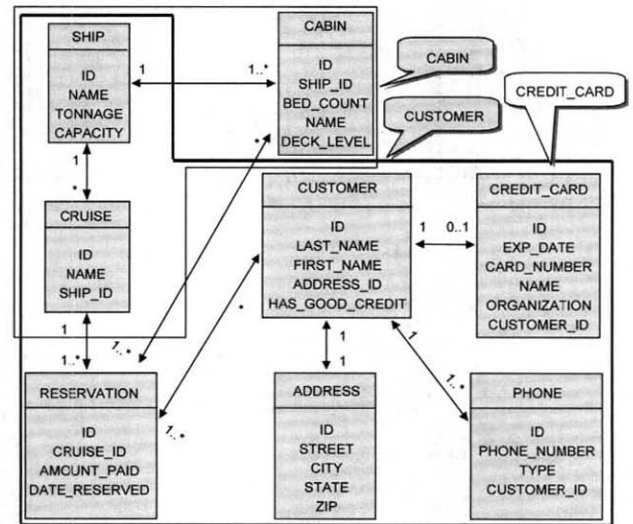 SHIP
ID
NAME
TONNAGE
CAPACITY
1
1..*
CABIN
ID
SHIP_ID
BED_COUNT
NAME
DECK_LEVEL
CABIN
CUSTOMER
CREDIT_CARD
1
*
*
CRUISE
ID
NAME
SHIP_ID
CUSTOMER
ID
LAST_NAME
FIRST_NAME
ADDRESS_ID
HAS_GOOD_CREDIT
1
0..1
CREDIT_CARD
ID
EXP_DATE
CARD_NUMBER
NAME
ORGANIZATION
CUSTOMER_ID
1
1..*
1..*
*
1..*
1
1
1
1..*
RESERVATION
ID
CRUISE_ID
AMOUNT_PAID
DATE_RESERVED
ADDRESS
ID
STREET
CITY
STATE
ZIP
PHONE
ID
PHONE_NUMBER
TYPE
CUSTOMER_ID